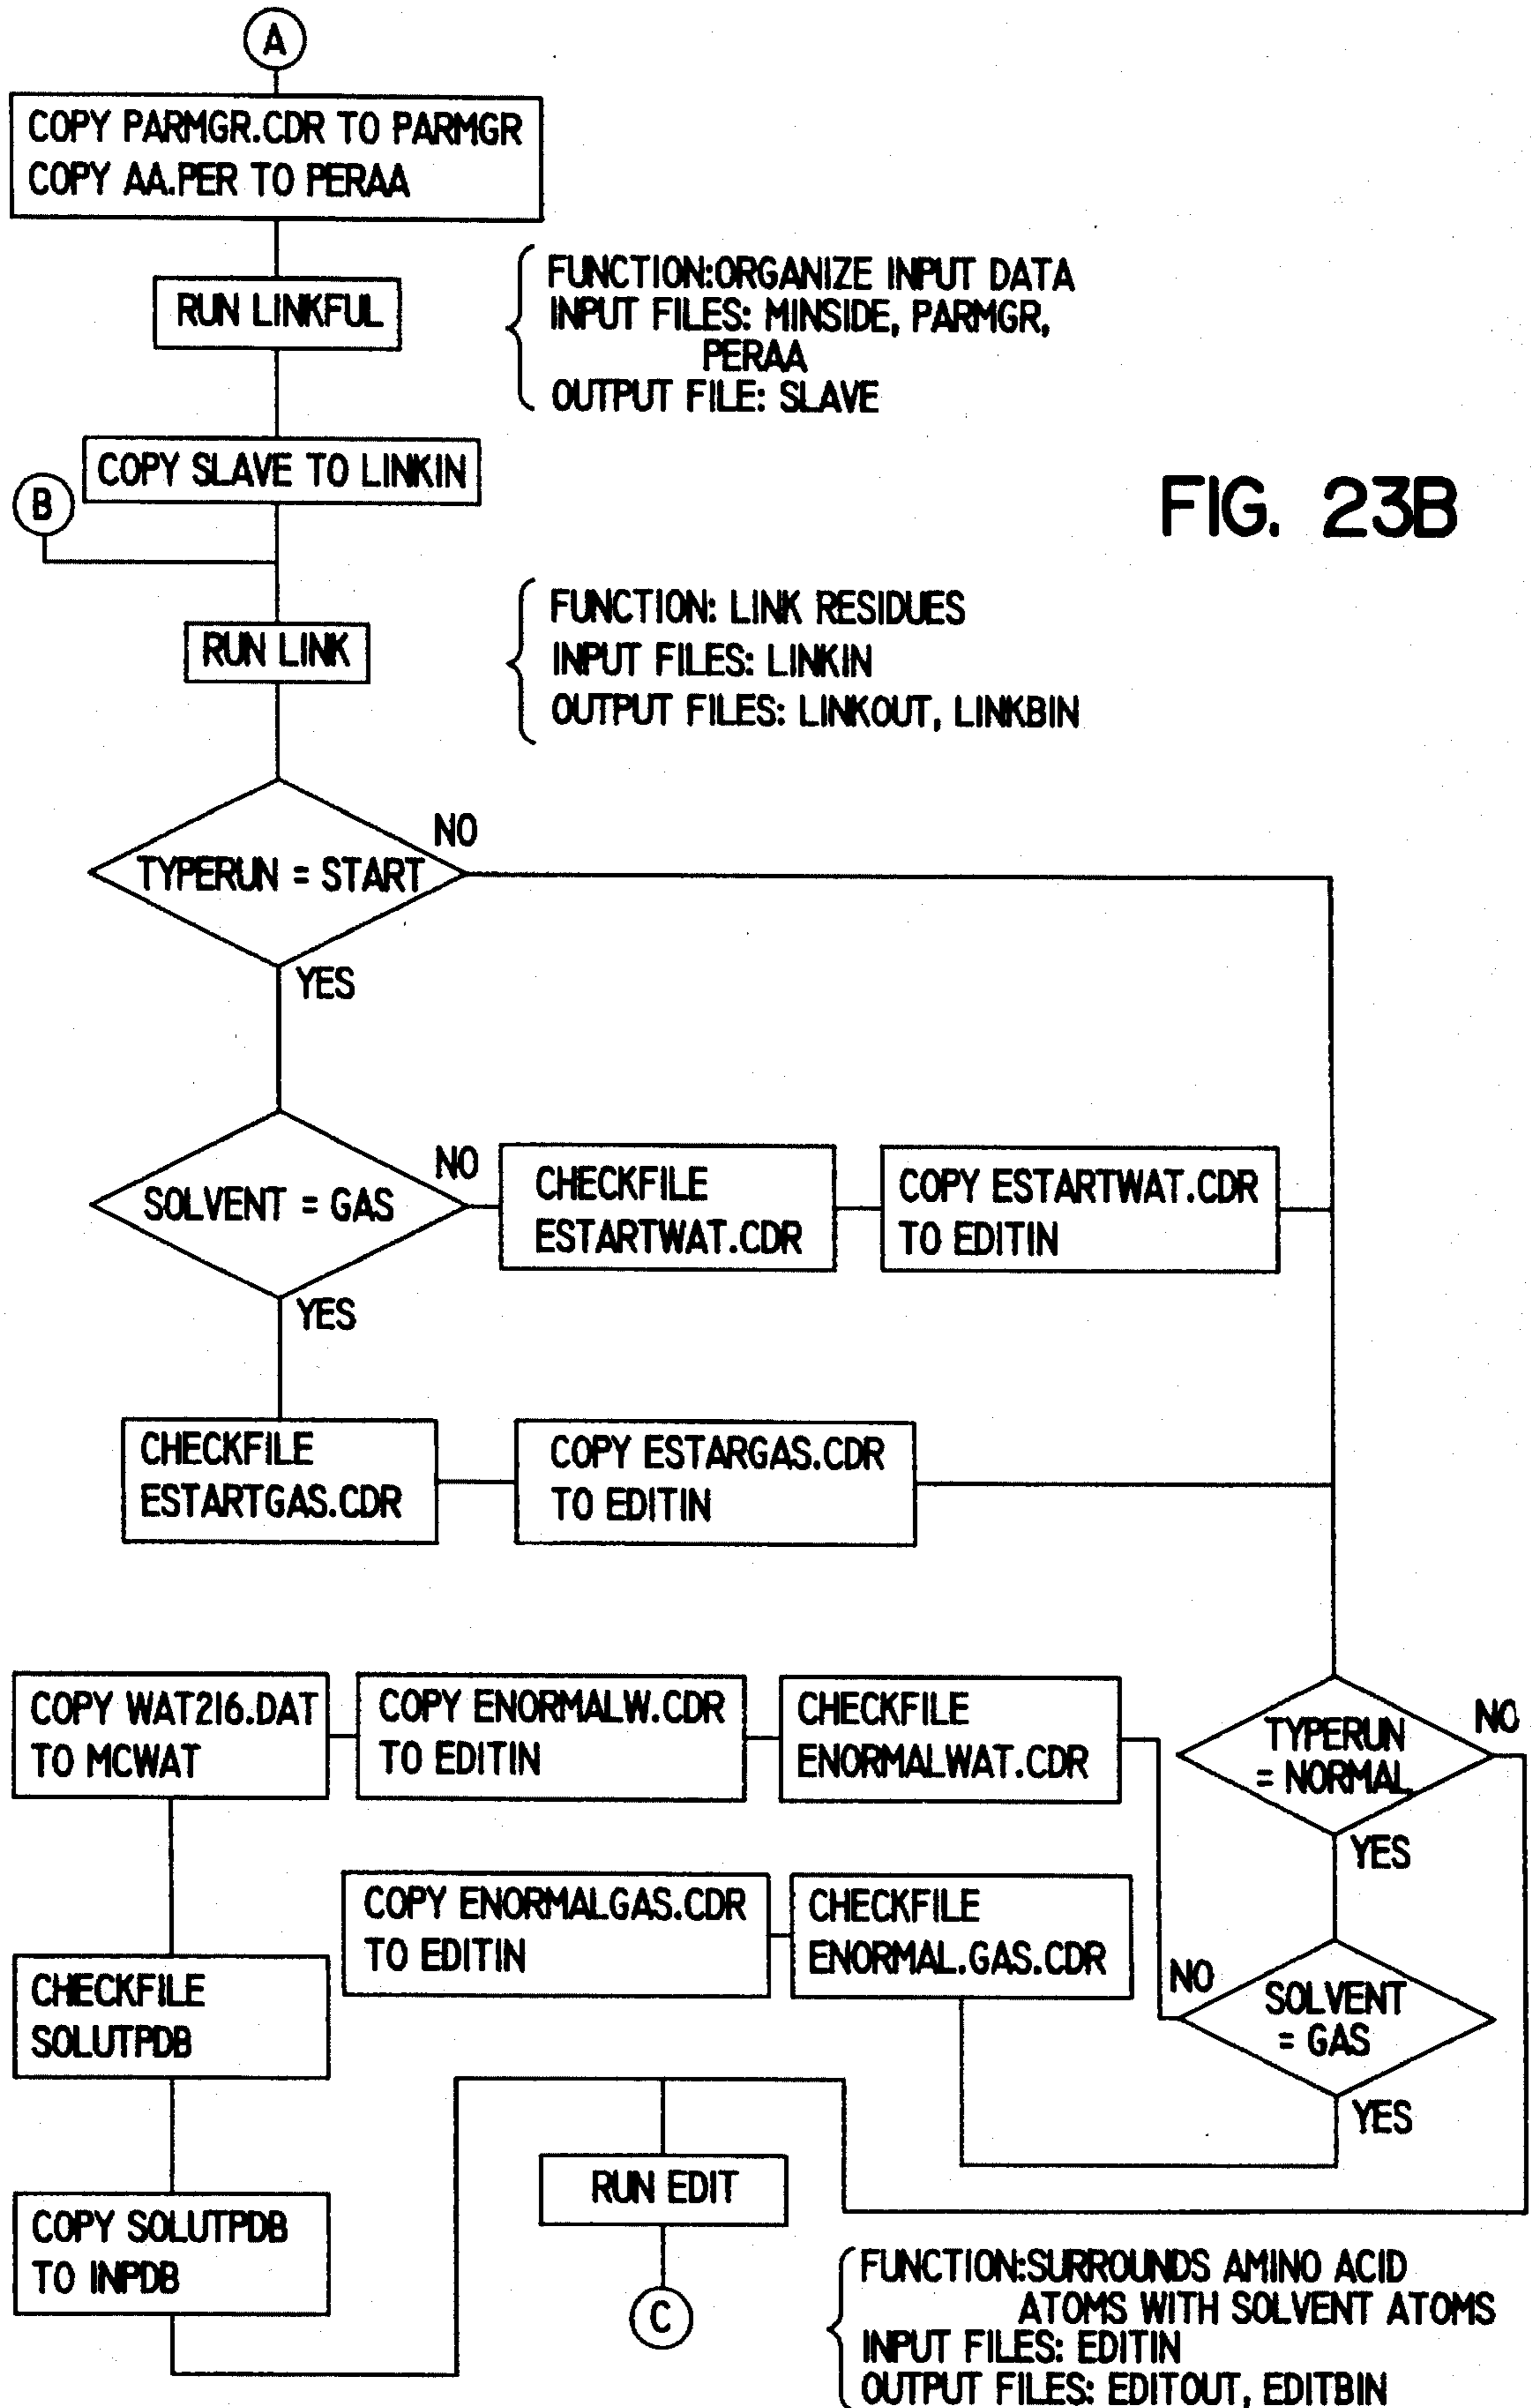 A
COPY PARMGR.CDR TO PARMGR
COPY AA.PER TO PERAA
RUN LINKFUL
FUNCTION:ORGANIZE INPUT DATA
INPUT FILES: MINSIDE, PARMGR,
PERAA
OUTPUT FILE: SLAVE
COPY SLAVE TO LINKIN
B
FIG. 23B
RUN LINK
FUNCTION: LINK RESIDUES
INPUT FILES: LINKIN
OUTPUT FILES: LINKOUT, LINKBIN
TYPERUN = START
NO
YES
SOLVENT = GAS
NO
YES
CHECKFILE
ESTARTWAT.CDR
COPY ESTARTWAT.CDR
TO EDITIN
CHECKFILE
ESTARTGAS.CDR
COPY ESTARGAS.CDR
TO EDITIN
COPY WAT216.DAT
TO MCWAT
COPY ENORMALW.CDR
TO EDITIN
CHECKFILE
ENORMALWAT.CDR
TYPERUN
= NORMAL
NO
YES
COPY ENORMALGAS.CDR
TO EDITIN
CHECKFILE
ENORMAL.GAS.CDR
NO
SOLVENT
= GAS
YES
CHECKFILE
SOLUTPDB
COPY SOLUTPDB
TO INPDB
RUN EDIT
C
FUNCTION:SURROUNDS AMINO ACID
ATOMS WITH SOLVENT ATOMS
INPUT FILES: EDITIN
OUTPUT FILES: EDITOUT, EDITBIN